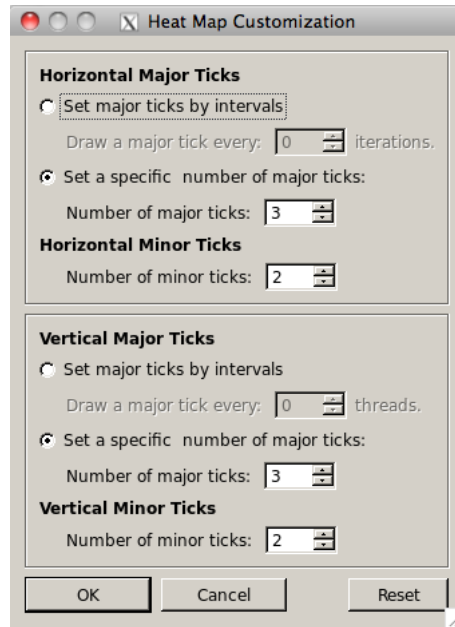 X Heat Map Customization
Horizontal Major Ticks
Set major ticks by intervals
Draw a major tick every: 0 iterations.
Set a specific number of major ticks:
Number of major ticks: 3
Horizontal Minor Ticks
Number of minor ticks: 2
Vertical Major Ticks
Set major ticks by intervals
Draw a major tick every: 0 threads.
Set a specific number of major ticks:
Number of major ticks: 3
Vertical Minor Ticks
Number of minor ticks: 2
OK Cancel Reset